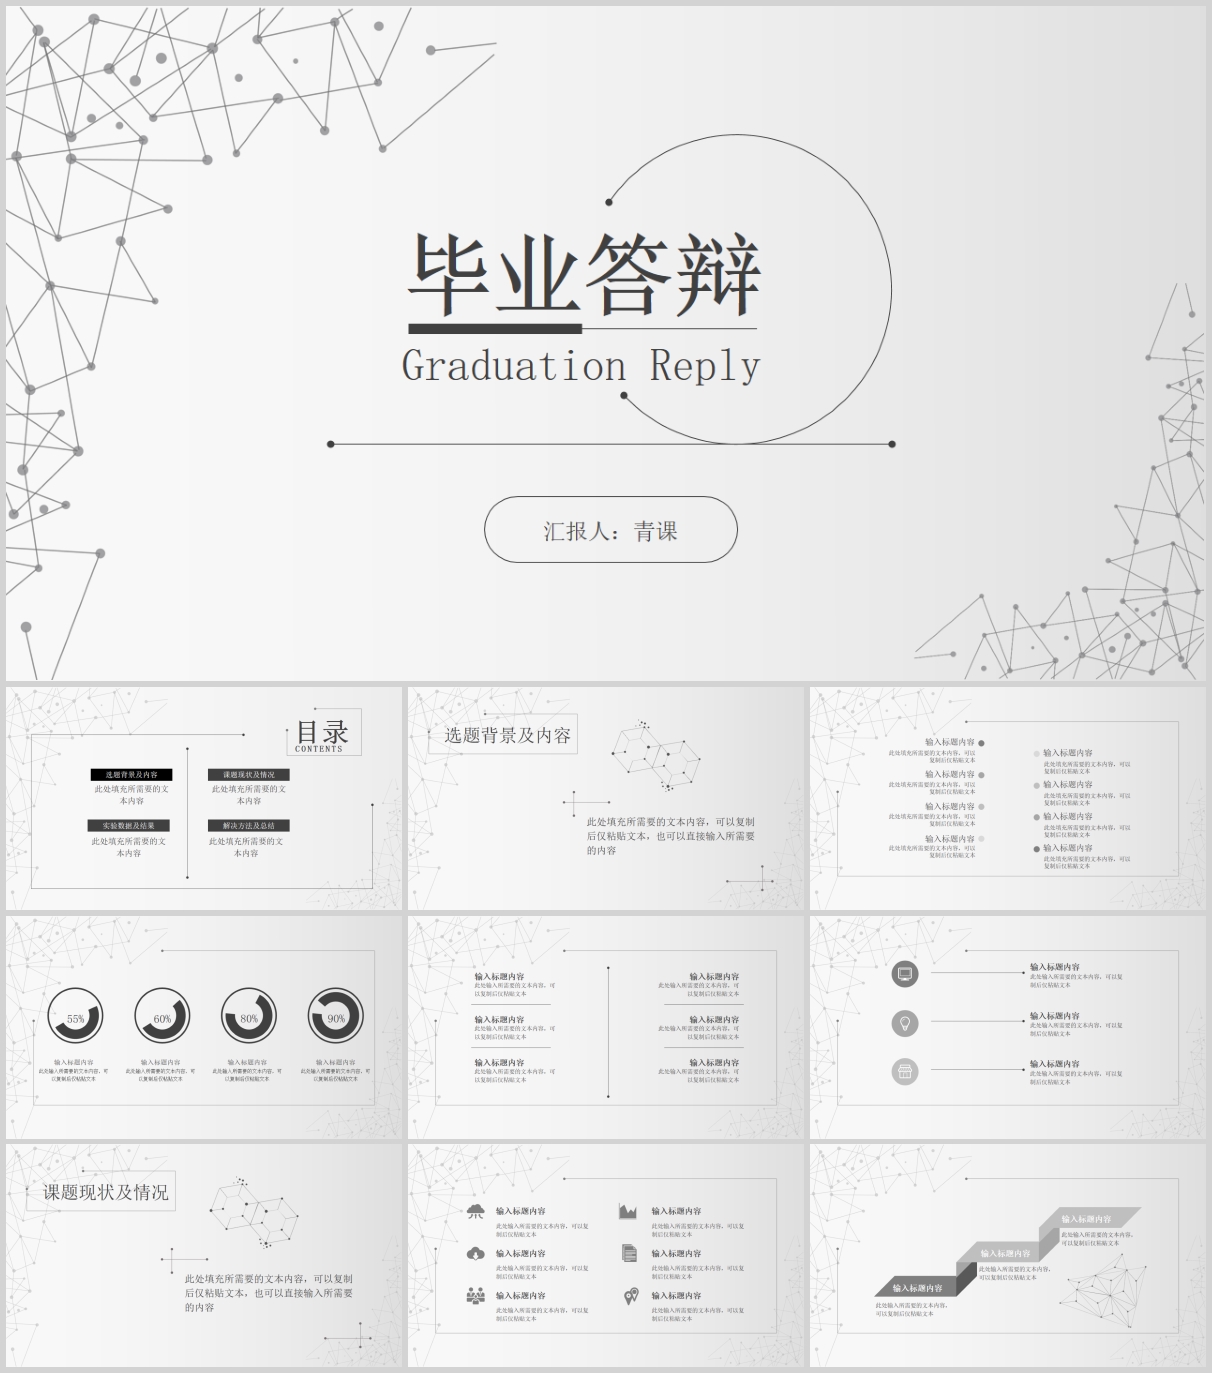 毕业答辩
Graduation Reply
汇报人：青课
目录
CONTENTS
选题背景及内容
此处填充所需要的文
本内容
课题现状及情况
此处填充所需要的文
本内容
实验数据及结果
此处填充所需要的文
本内容
解决方法及总结
此处填充所需要的文
本内容
选题背景及内容
此处填充所需要的文本内容，可以复制
后仅粘贴文本，也可以直接输入所需要
的内容
输入标题内容
此处填充所需要的文本内容，可以
复制后仅粘贴文本
输入标题内容
此处填充所需要的文本内容，可以
复制后仅粘贴文本
输入标题内容
此处填充所需要的文本内容，可以
复制后仅粘贴文本
输入标题内容
此处填充所需要的文本内容，可以
复制后仅粘贴文本
输入标题内容
此处填充所需要的文本内容，可以
复制后仅粘贴文本
输入标题内容
此处填充所需要的文本内容，可以
复制后仅粘贴文本
输入标题内容
此处填充所需要的文本内容，可以
复制后仅粘贴文本
输入标题内容
此处填充所需要的文本内容，可以
复制后仅粘贴文本
55%
输入标题内容
此处输入所需要的文本内容，可
以复制后仅粘贴文本
60%
输入标题内容
此处输入所需要的文本内容，可
以复制后仅粘贴文本
80%
输入标题内容
此处输入所需要的文本内容，可
以复制后仅粘贴文本
90%
输入标题内容
此处输入所需要的文本内容，可
以复制后仅粘贴文本
输入标题内容
此处输入所需要的文本内容，可
以复制后仅粘贴文本
输入标题内容
此处输入所需要的文本内容，可
以复制后仅粘贴文本
输入标题内容
此处输入所需要的文本内容，可
以复制后仅粘贴文本
输入标题内容
此处输入所需要的文本内容，可
以复制后仅粘贴文本
输入标题内容
此处输入所需要的文本内容，可
以复制后仅粘贴文本
输入标题内容
此处输入所需要的文本内容，可
以复制后仅粘贴文本
输入标题内容
此处输入所需要的文本内容，可以复
制后仅粘贴文本
输入标题内容
此处输入所需要的文本内容，可以复
制后仅粘贴文本
输入标题内容
此处输入所需要的文本内容，可以复
制后仅粘贴文本
课题现状及情况
此处填充所需要的文本内容，可以复制
后仅粘贴文本，也可以直接输入所需要
的内容
输入标题内容
此处输入所需要的文本内容，可以复
制后仅粘贴文本
输入标题内容
此处输入所需要的文本内容，可以复
制后仅粘贴文本
输入标题内容
此处输入所需要的文本内容，可以复
制后仅粘贴文本
输入标题内容
此处输入所需要的文本内容，可以复
制后仅粘贴文本
输入标题内容
此处输入所需要的文本内容，可以复
制后仅粘贴文本
输入标题内容
此处输入所需要的文本内容，可以复
制后仅粘贴文本
输入标题内容
此处输入所需要的文本内容，
可以复制后仅粘贴文本
输入标题内容
此处输入所需要的文本内容，
可以复制后仅粘贴文本
输入标题内容
此处输入所需要的文本内容，
可以复制后仅粘贴文本